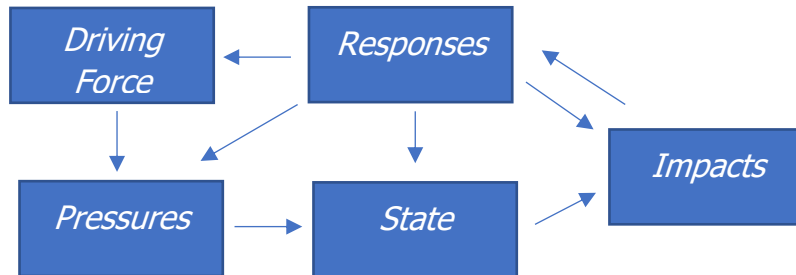 Driving
Force
Responses
Impacts
Pressures
State